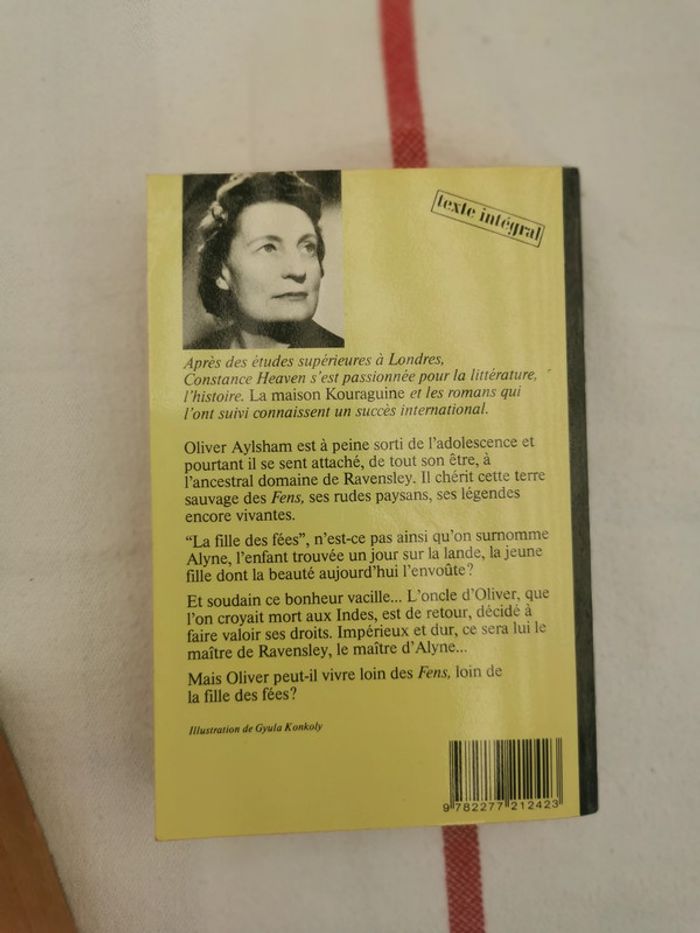 texte intégral
Après des études supérieures à Londres,
Constance Heaven s'est passionnée pour la littérature,
l'histoire. La maison Kouraguine et les romans qui
l'ont suivi connaissent un succès international.
Oliver Aylsham est à peine sorti de l'adolescence et
pourtant il se sent attaché, de tout son être, à
l'ancestral domaine de Ravensley. Il chérit cette terre
sauvage des Fens, ses rudes paysans, ses légendes
encore vivantes.
"La fille des fées", n'est-ce pas ainsi qu'on surnomme
Alyne, l'enfant trouvée un jour sur la lande, la jeune
fille dont la beauté aujourd'hui l'envoûte?
Et soudain ce bonheur vacille... L'oncle d'Oliver, que
l'on croyait mort aux Indes, est de retour, décidé à
faire valoir ses droits. Impérieux et dur, ce sera lui le
maître de Ravensley, le maître d'Alyne...
Mais Oliver peut-il vivre loin des Fens, loin de
la fille des fées?
Illustration de Gyula Konkoly
9 782277 212423